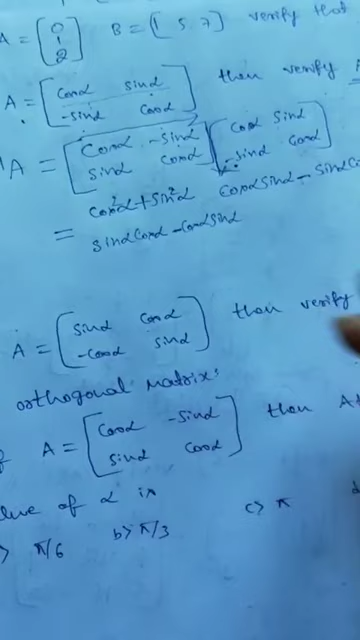 A = [0 1 2] B = [1 5 7] verify that
A = [cosα sinα -sinα cosα] then verify A
'A = [cosα -sinα sinα cosα] [cosα sinα -sinα cosα]
= cos²α + sin²α cosα sinα - sinα co
sinα cosα - cosα sinα
A = [sinα cosα -cosα sinα] then verify
orthogonal matrix:
f A = [cosα -sinα sinα cosα] then A+
lue of α is
> π/6 b> π/3 c> π d